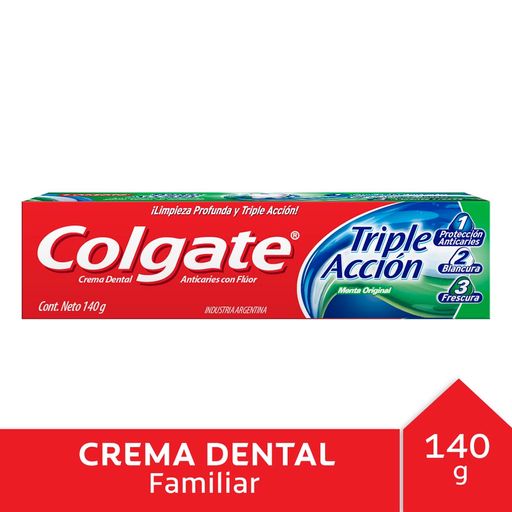 ¡Limpieza Profunda y Triple Acción!
Colgate®
Crema Dental
Anticaries con Flúor
Cont. Neto 140 g
INDUSTRIA ARGENTINA
Triple
Acción
Menta Original
1
Protección
Anticaries
2
Blancura
3
Frescura
CREMA DENTAL
Familiar
140
g